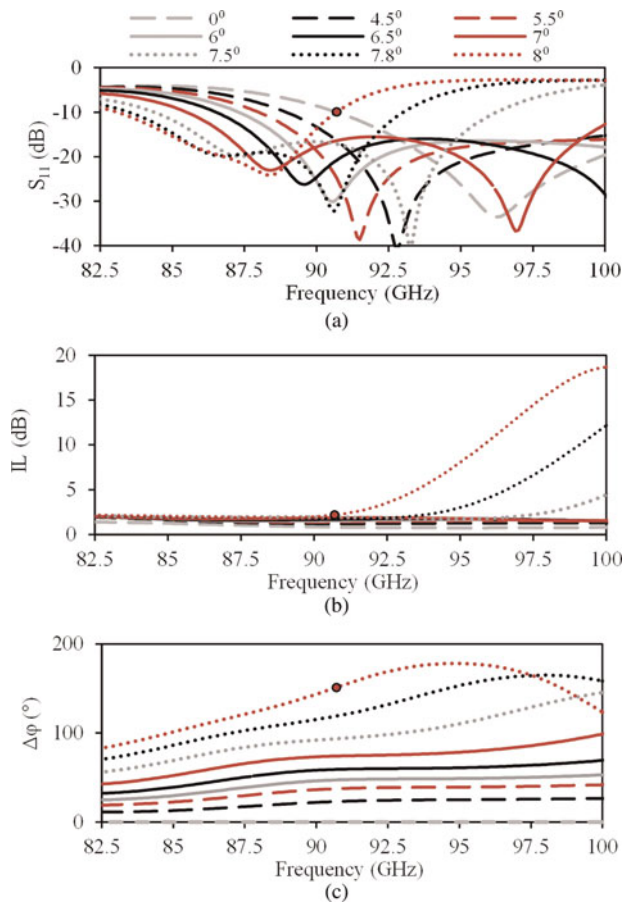 0⁰ 4.5⁰ 5.5⁰
6⁰ 6.5⁰ 7⁰
7.5⁰ 7.8⁰ 8⁰
0
-10
-20
-30
-40
S₁₁ (dB)
82.5 85 87.5 90 92.5 95 97.5 100
Frequency (GHz)
(a)
20
15
10
5
0
IL (dB)
82.5 85 87.5 90 92.5 95 97.5 100
Frequency (GHz)
(b)
200
100
0
Δφ (°)
82.5 85 87.5 90 92.5 95 97.5 100
Frequency (GHz)
(c)